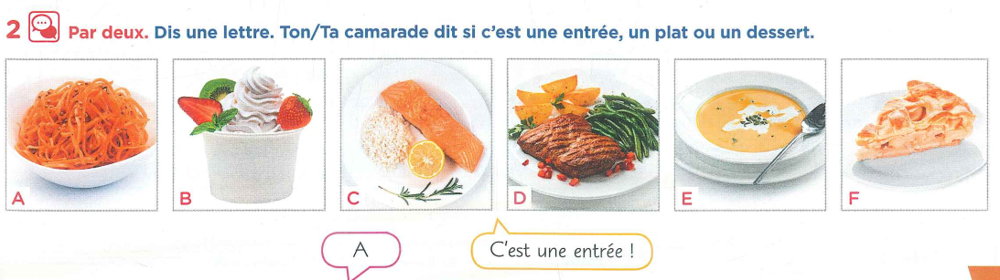 2 Par deux. Dis une lettre. Ton/Ta camarade dit si c'est une entrée, un plat ou un dessert.
A
B
C
D
E
F
A
C'est une entrée !